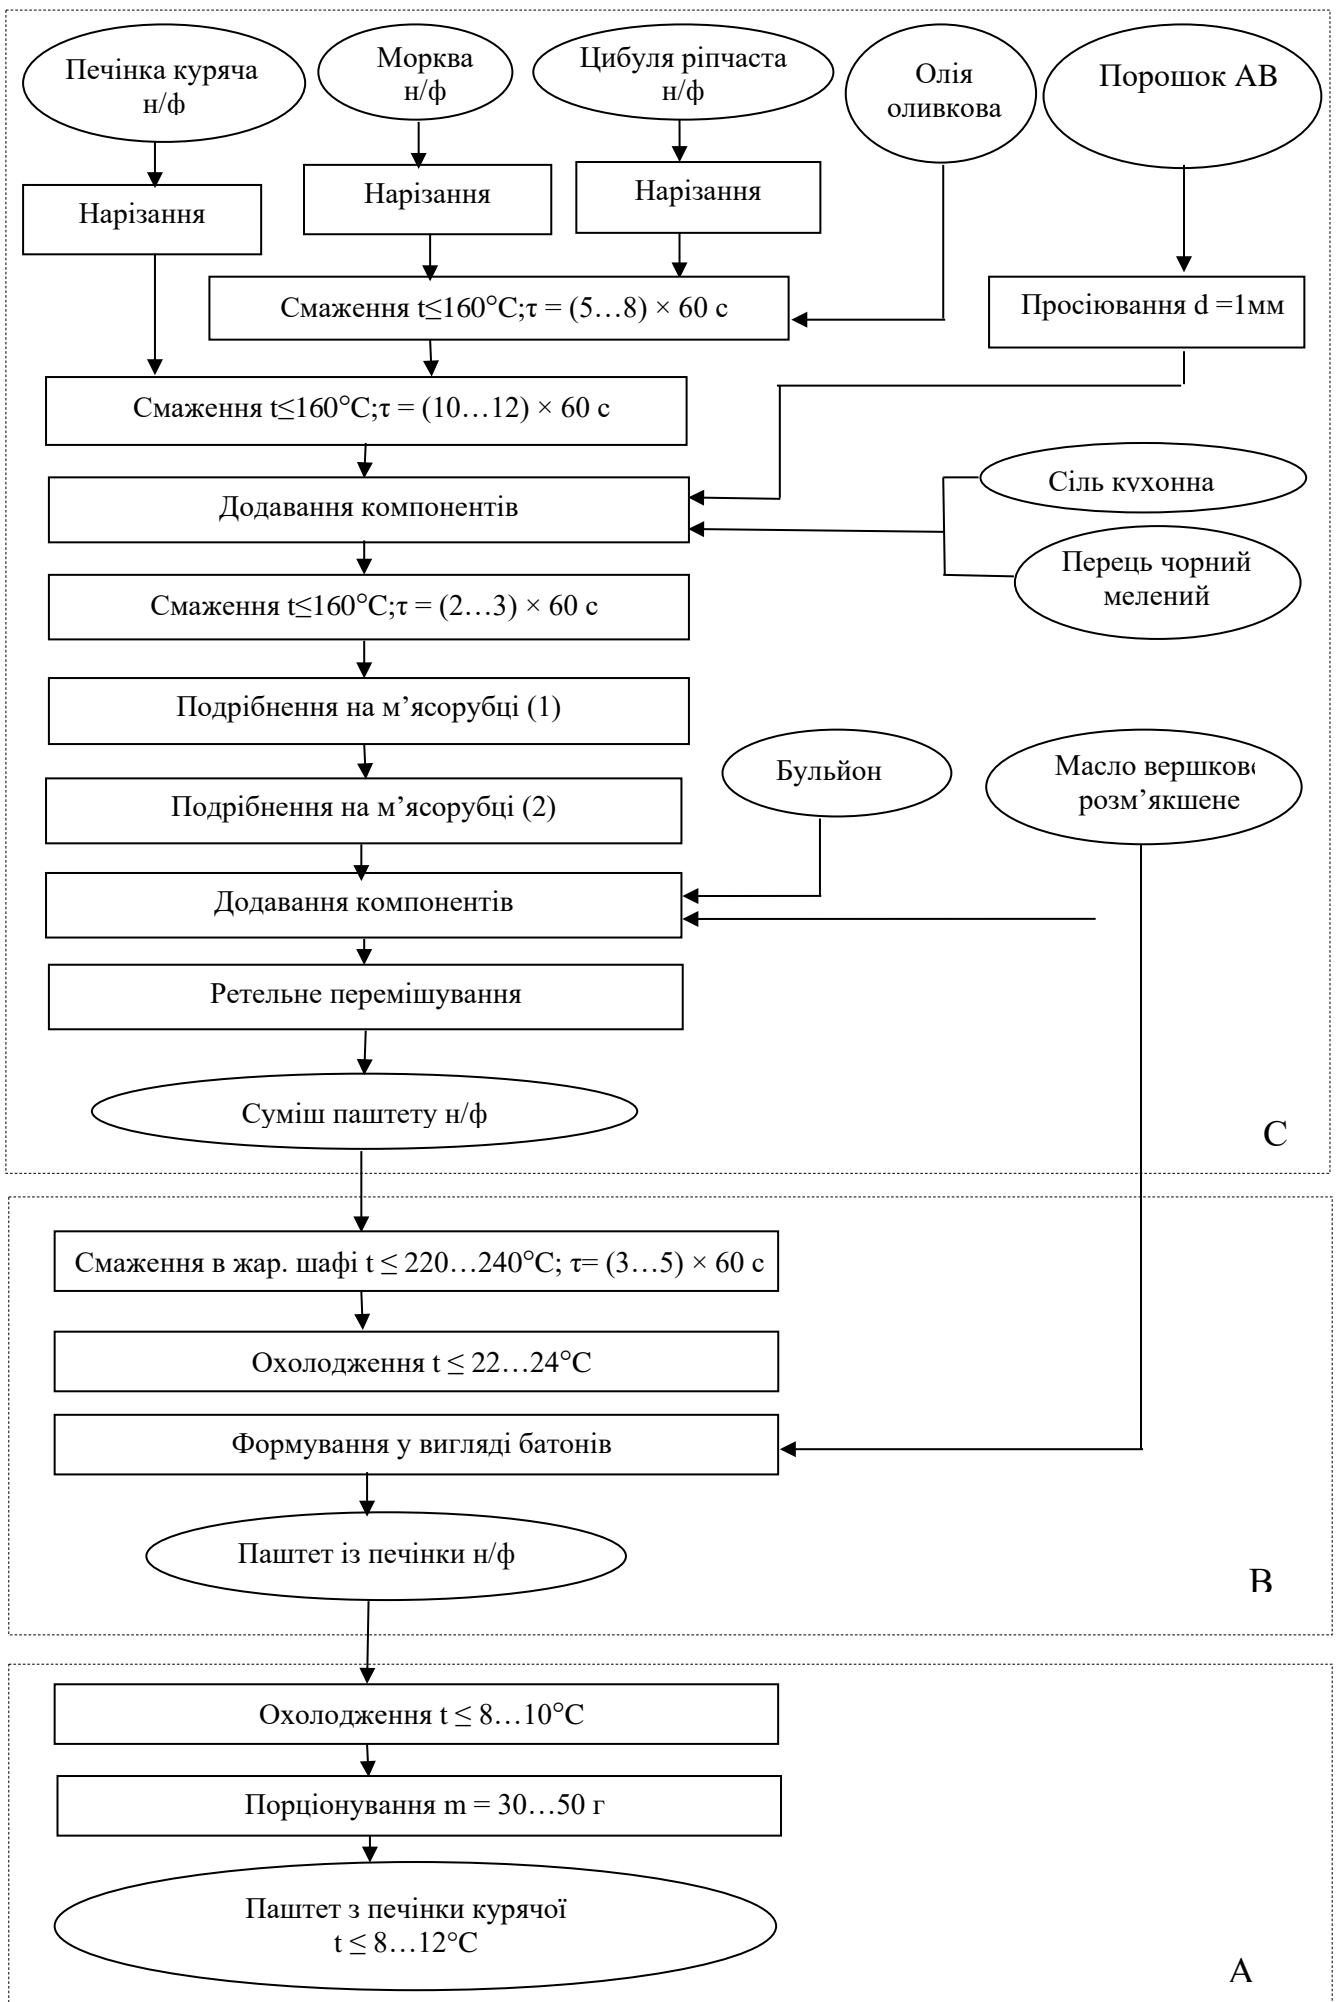 Печінка куряча
н/ф
Морква
н/ф
Цибуля ріпчаста
н/ф
Олія
оливкова
Порошок АВ
Нарізання
Нарізання
Нарізання
Смаження t≤160°С;τ = (5…8) × 60 с
Просіювання d =1мм
Смаження t≤160°С;τ = (10…12) × 60 с
Додавання компонентів
Сіль кухонна
Перець чорний
мелений
Смаження t≤160°С;τ = (2…3) × 60 с
Подрібнення на м’ясорубці (1)
Бульйон
Масло вершкове
розм’якшене
Подрібнення на м’ясорубці (2)
Додавання компонентів
Ретельне перемішування
Суміш паштету н/ф
С
Смаження в жар. шафі t ≤ 220…240°С; τ= (3…5) × 60 с
Охолодження t ≤ 22…24°С
Формування у вигляді батонів
Паштет із печінки н/ф
В
Охолодження t ≤ 8…10°С
Порціонування m = 30…50 г
Паштет з печінки курячої
t ≤ 8…12°С
А